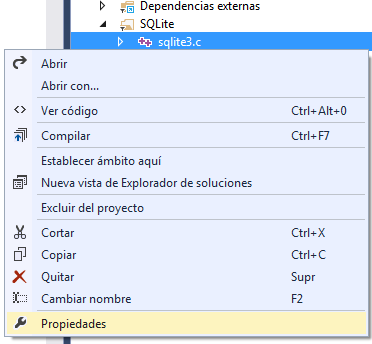 Dependencias externas
SQLite
sqlite3.c
Abrir
Abrir con...
Ver código Ctrl+Alt+0
Compilar Ctrl+F7
Establecer ámbito aquí
Nueva vista de Explorador de soluciones
Excluir del proyecto
Cortar Ctrl+X
Copiar Ctrl+C
Quitar Supr
Cambiar nombre F2
Propiedades